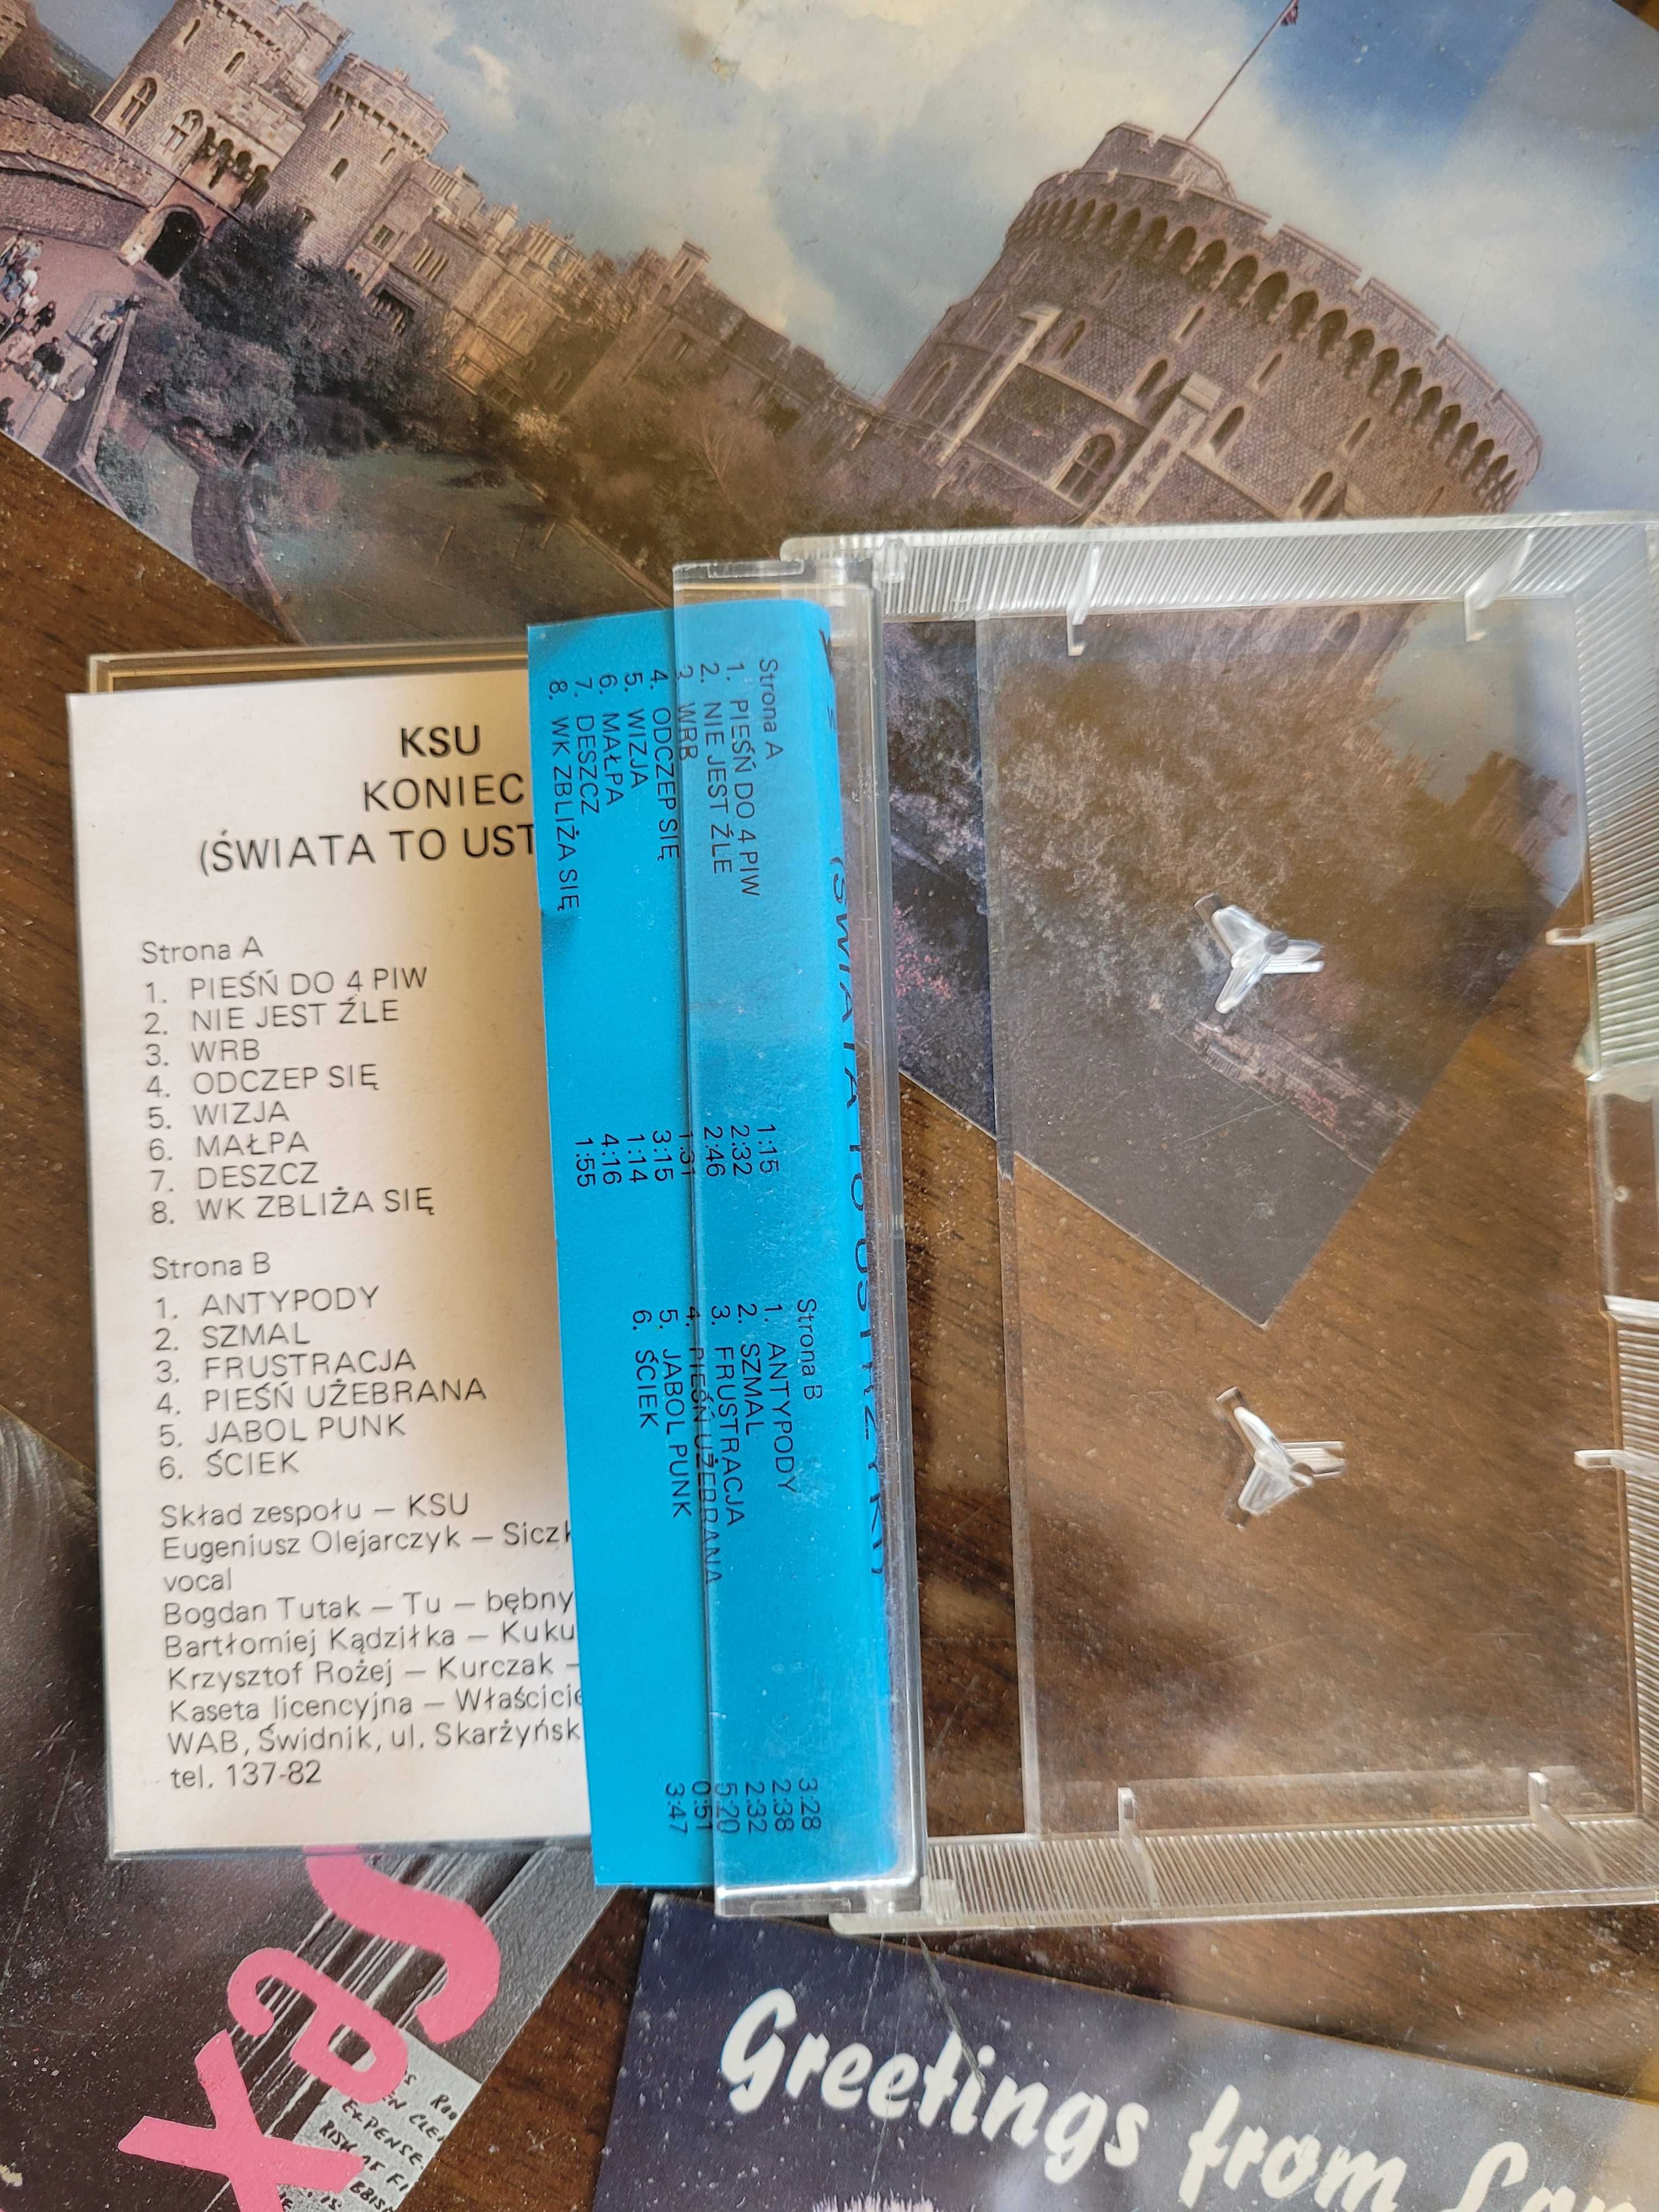 KSU
KONIEC
(ŚWIATA TO UST
Strona A
1. PIEŚŃ DO 4 PIW
2. NIE JEST ŹLE
3. WRB
4. ODCZEP SIĘ
5. WIZJA
6. MAŁPA
7. DESZCZ
8. WK ZBLIŻA SIĘ
Strona B
1. ANTYPODY
2. SZMAL
3. FRUSTRACJA
4. PIEŚŃ UŻEBRANA
5. JABOL PUNK
6. ŚCIEK
Skład zespołu – KSU
Eugeniusz Olejarczyk – Siczk
vocal
Bogdan Tutak – Tu – bębny
Bartłomiej Kądziłka – Kuku
Krzysztof Rożej – Kurczak –
Kaseta licencyjna – Właścicie
WAB, Świdnik, ul. Skarżyńsk
tel. 137-82
(ŚWIATA TO USTRZYKI)
Strona A
1. PIEŚŃ DO 4 PIW 1:15
2. NIE JEST ŹLE 2:32
3. WRB 2:46
4. ODCZEP SIĘ 1:31
5. WIZJA 3:15
6. MAŁPA 1:14
7. DESZCZ 4:16
8. WK ZBLIŻA SIĘ 1:55
Strona B
1. ANTYPODY 3:28
2. SZMAL 2:38
3. FRUSTRACJA 2:32
4. PIEŚŃ UŻEBRANA 5:20
5. JABOL PUNK 0:51
6. ŚCIEK 3:47
sex
EXPENSE
RISK OF
Greetings from